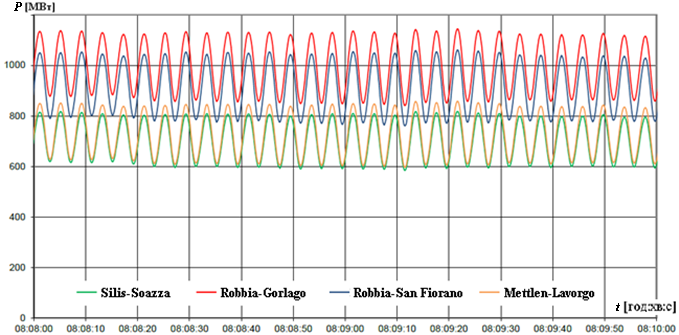 P [МВт]
1000
800
600
400
200
0
Silis-Soazza Robbia-Gorlago Robbia-San Fiorano Mettlen-Lavorgo
t [год:хв:с]
08:08:00 08:08:10 08:08:20 08:08:30 08:08:40 08:08:50 08:09:00 08:09:10 08:09:20 08:09:30 08:09:40 08:09:50 08:10:00